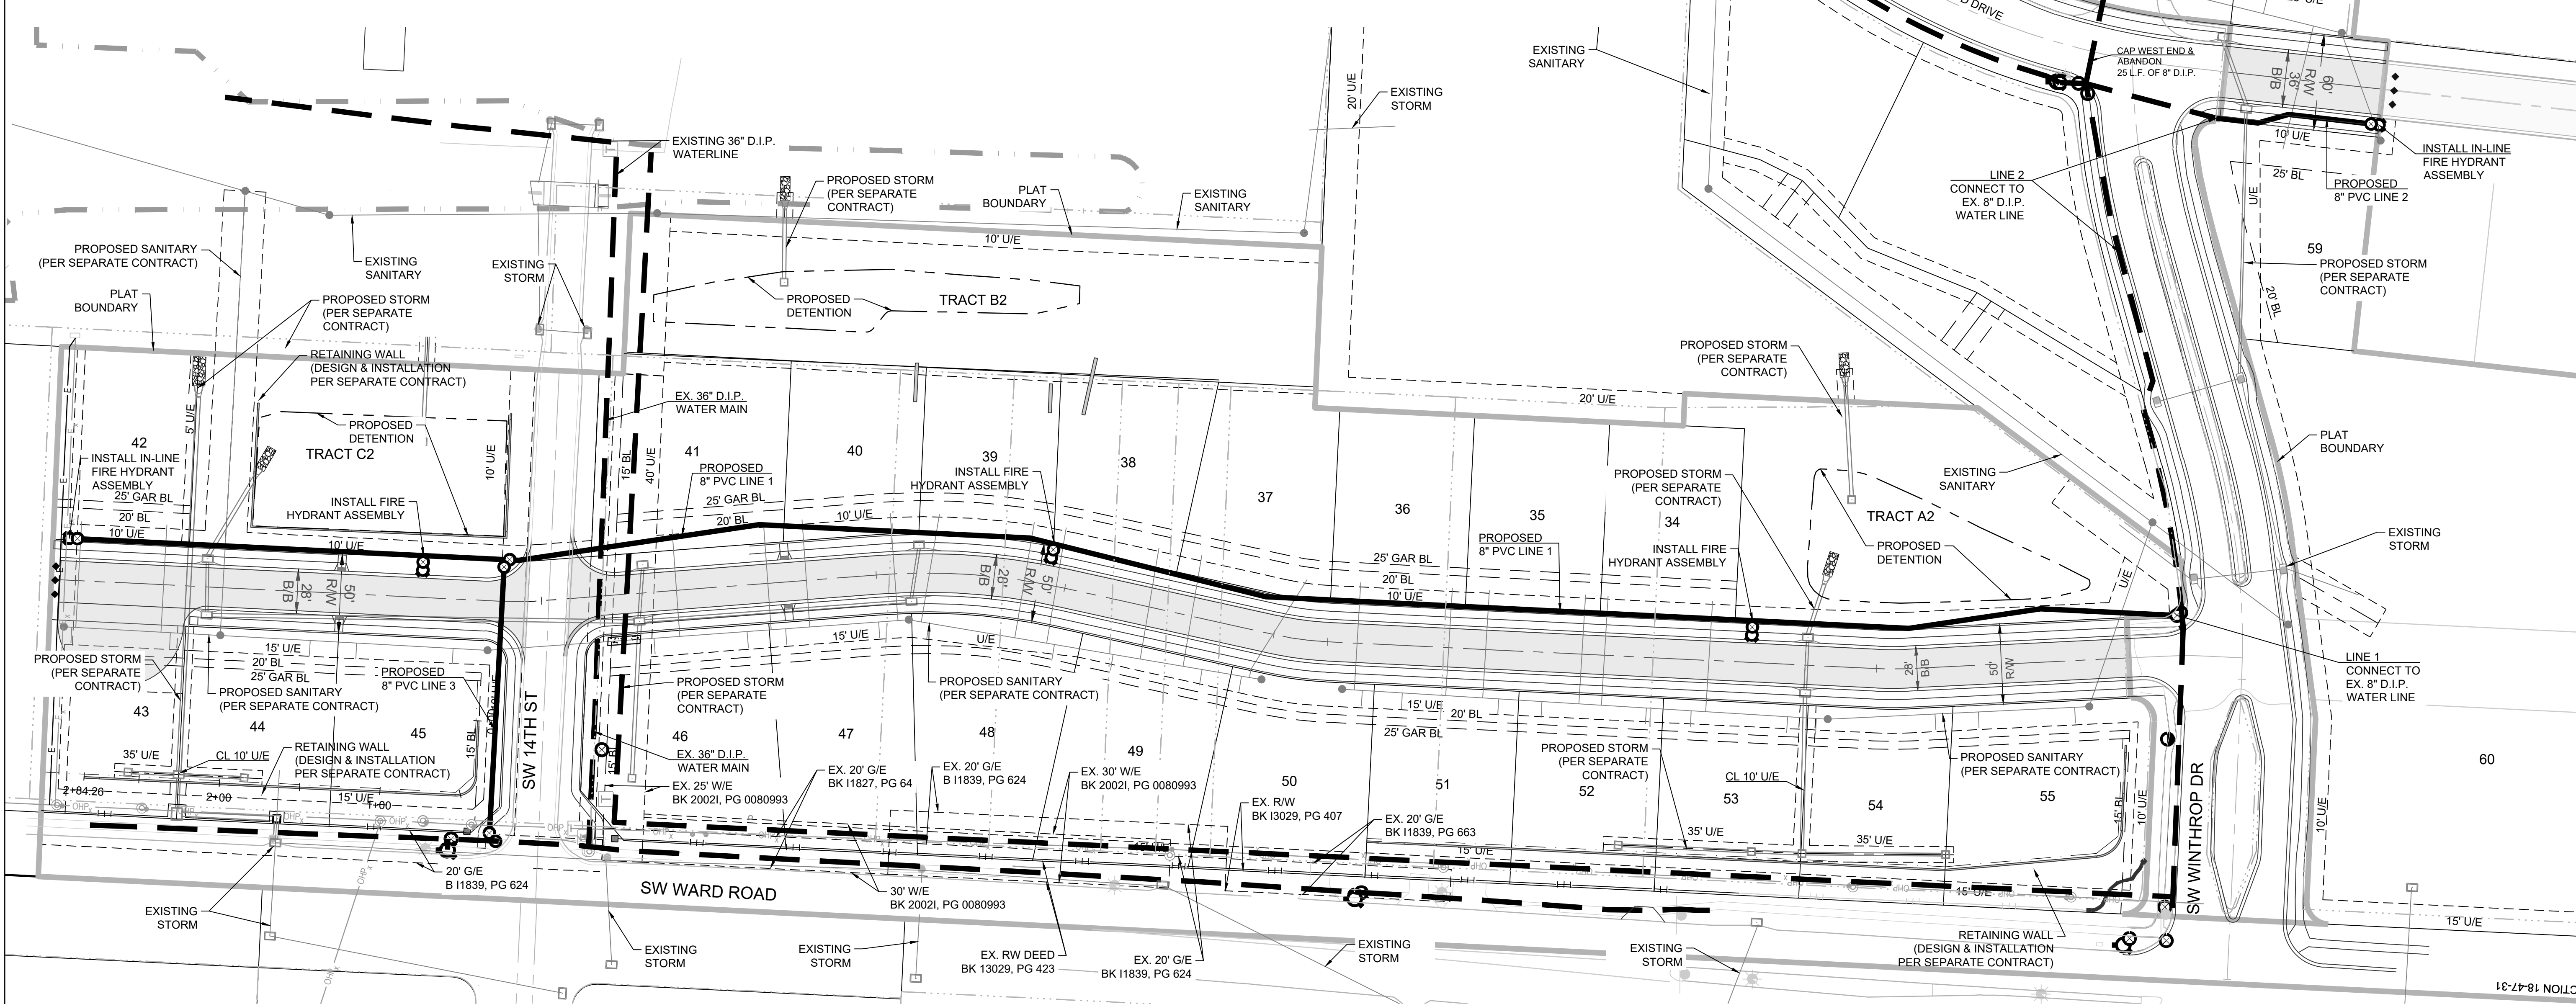 D DRIVE
CAP WEST END &
ABANDON
25 L.F. OF 8" D.I.P.
60'
R/W
36'
B/B
EXISTING
SANITARY
20' U/E
EXISTING
STORM
EXISTING 36" D.I.P.
WATERLINE
10' U/E
INSTALL IN-LINE
FIRE HYDRANT
ASSEMBLY
25' BL
PROPOSED
8" PVC LINE 2
LINE 2
CONNECT TO
EX. 8" D.I.P.
WATER LINE
U/E
PROPOSED STORM
(PER SEPARATE
CONTRACT)
PLAT
BOUNDARY
EXISTING
SANITARY
10' U/E
PROPOSED SANITARY
(PER SEPARATE CONTRACT)
EXISTING
SANITARY
EXISTING
STORM
59
PROPOSED STORM
(PER SEPARATE
CONTRACT)
20' BL
PLAT
BOUNDARY
PROPOSED STORM
(PER SEPARATE
CONTRACT)
PROPOSED
DETENTION
TRACT B2
RETAINING WALL
(DESIGN & INSTALLATION
PER SEPARATE CONTRACT)
PROPOSED STORM
(PER SEPARATE
CONTRACT)
EX. 36" D.I.P.
WATER MAIN
20' U/E
5' U/E
PROPOSED
DETENTION
TRACT C2
10' U/E
42
INSTALL IN-LINE
FIRE HYDRANT
ASSEMBLY
25' GAR BL
20' BL
10' U/E
INSTALL FIRE
HYDRANT ASSEMBLY
10' U/E
15' BL
40' U/E
41
PROPOSED
8" PVC LINE 1
25' GAR BL
20' BL
10' U/E
40
39
INSTALL FIRE
HYDRANT ASSEMBLY
38
37
36
35
34
PROPOSED STORM
(PER SEPARATE
CONTRACT)
PROPOSED
8" PVC LINE 1
INSTALL FIRE
HYDRANT ASSEMBLY
25' GAR BL
20' BL
10' U/E
TRACT A2
PROPOSED
DETENTION
EXISTING
SANITARY
U/E
PLAT
BOUNDARY
EXISTING
STORM
28'
B/B
50'
R/W
28'
B/B
50'
R/W
28'
B/B
50'
R/W
LINE 1
CONNECT TO
EX. 8" D.I.P.
WATER LINE
15' U/E
20' BL
25' GAR BL
PROPOSED STORM
(PER SEPARATE
CONTRACT)
PROPOSED SANITARY
(PER SEPARATE CONTRACT)
PROPOSED
8" PVC LINE 3
15' U/E
U/E
PROPOSED STORM
(PER SEPARATE
CONTRACT)
PROPOSED SANITARY
(PER SEPARATE CONTRACT)
15' U/E
20' BL
25' GAR BL
43
44
45
15' BL
SW 14TH ST
46
47
48
49
50
51
52
53
54
55
60
35' U/E
CL 10' U/E
RETAINING WALL
(DESIGN & INSTALLATION
PER SEPARATE CONTRACT)
EX. 36" D.I.P.
WATER MAIN
15' BL
EX. 25' W/E
BK 2002I, PG 0080993
EX. 20' G/E
BK I1827, PG 64
EX. 20' G/E
B I1839, PG 624
EX. 30' W/E
BK 2002I, PG 0080993
EX. R/W
BK I3029, PG 407
EX. 20' G/E
BK I1839, PG 663
PROPOSED STORM
(PER SEPARATE
CONTRACT)
CL 10' U/E
PROPOSED SANITARY
(PER SEPARATE CONTRACT)
35' U/E
35' U/E
15' BL
10' U/E
SW WINTHROP DR
10' U/E
2+84.26
2+00
15' U/E
1+00
OHP
OHP
OHP
OHP
OHP
OHP
15' U/E
15' U/E
15' U/E
20' G/E
B I1839, PG 624
SW WARD ROAD
30' W/E
BK 2002I, PG 0080993
EXISTING
STORM
EXISTING
STORM
EXISTING
STORM
EX. RW DEED
BK 13029, PG 423
EX. 20' G/E
BK I1839, PG 624
EXISTING
STORM
EXISTING
STORM
RETAINING WALL
(DESIGN & INSTALLATION
PER SEPARATE CONTRACT)
CTION 18-47-31